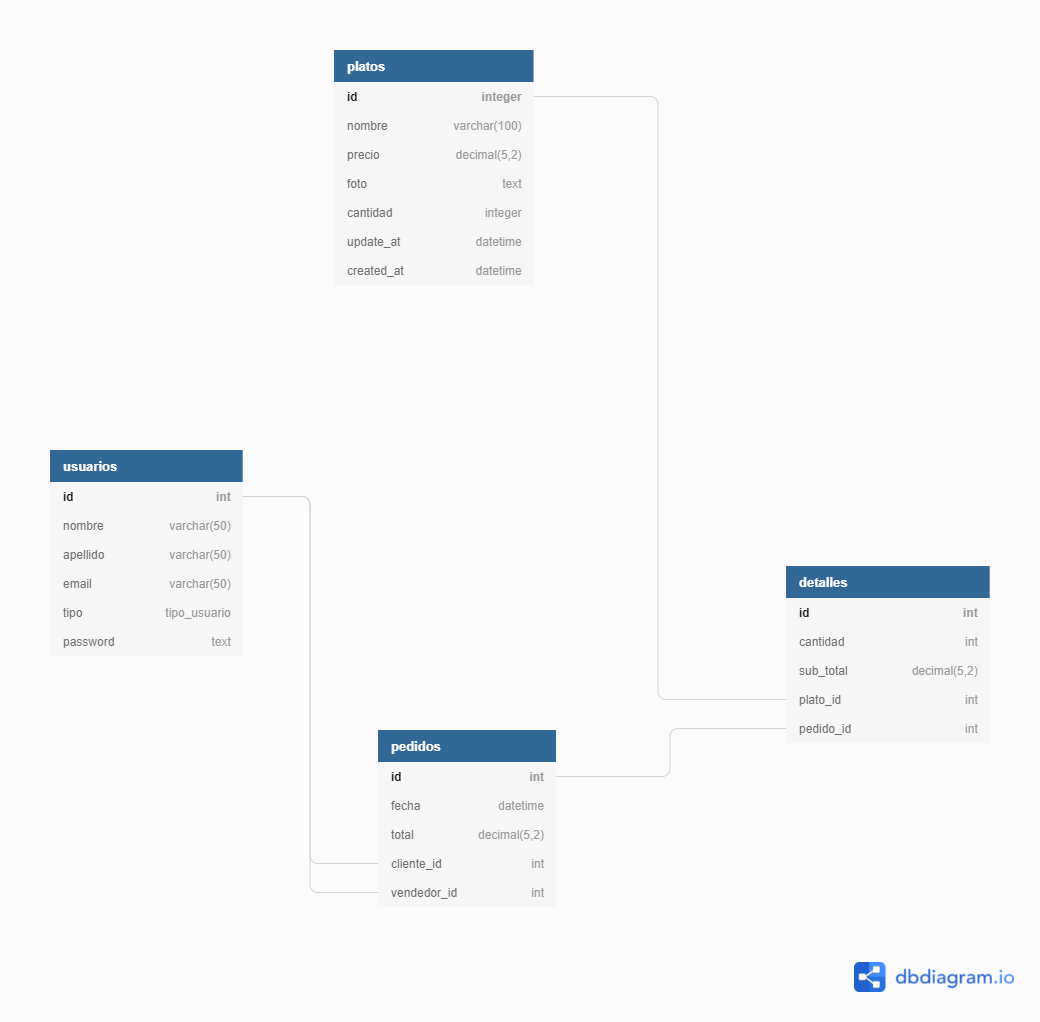 platos
id integer
nombre varchar(100)
precio decimal(5,2)
foto text
cantidad integer
update_at datetime
created_at datetime
usuarios
id int
nombre varchar(50)
apellido varchar(50)
email varchar(50)
tipo tipo_usuario
password text
detalles
id int
cantidad int
sub_total decimal(5,2)
plato_id int
pedido_id int
pedidos
id int
fecha datetime
total decimal(5,2)
cliente_id int
vendedor_id int
dbdiagram.io